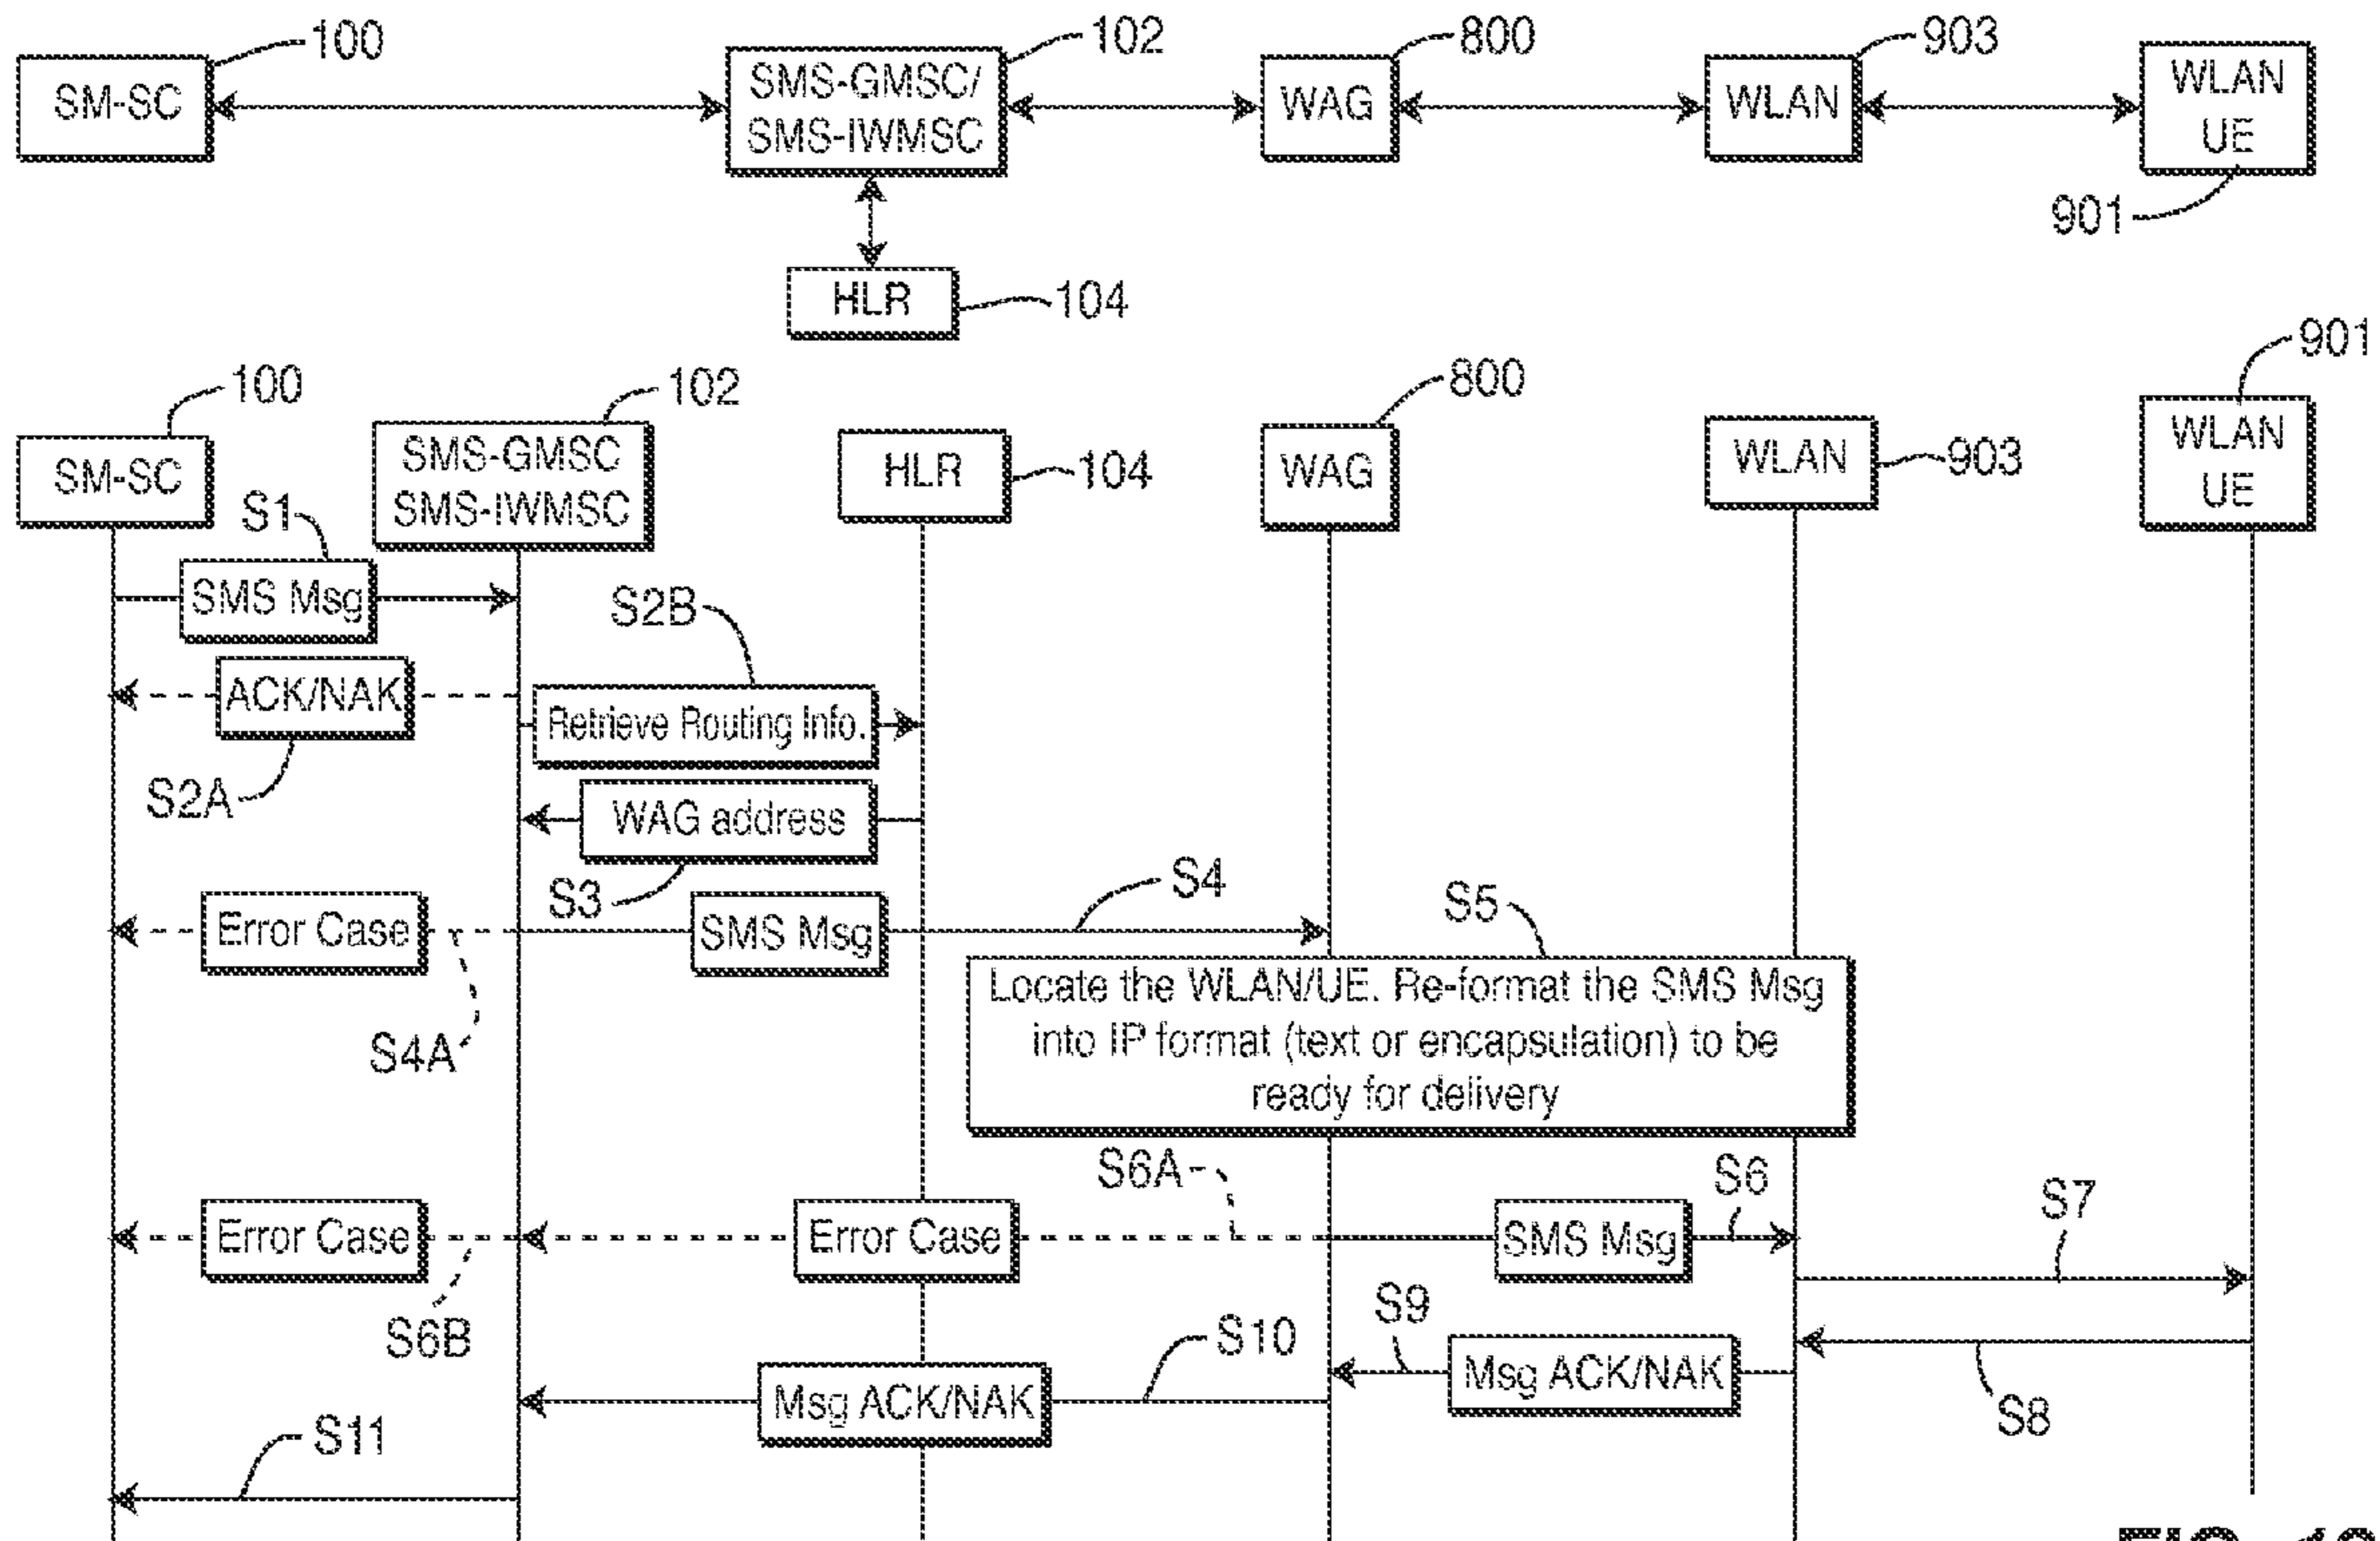 100
102
800
903
SM-SC
SMS-GMSC/
SMS-IWMSC
WAG
WLAN
WLAN
UE
901
HLR
104
901
100
102
800
SM-SC
SMS-GMSC
SMS-IWMSC
HLR
104
WAG
WLAN
903
WLAN
UE
S1
SMS Msg
S2B
ACK/NAK
Retrieve Routing Info.
S2A
WAG address
S3
S4
S5
Error Case
SMS Msg
S4A
Locate the WLAN/UE. Re-format the SMS Msg
into IP format (text or encapsulation) to be
ready for delivery
S6A
S6
S7
Error Case
Error Case
SMS Msg
S6B
S10
S9
Msg ACK/NAK
Msg ACK/NAK
S8
S11